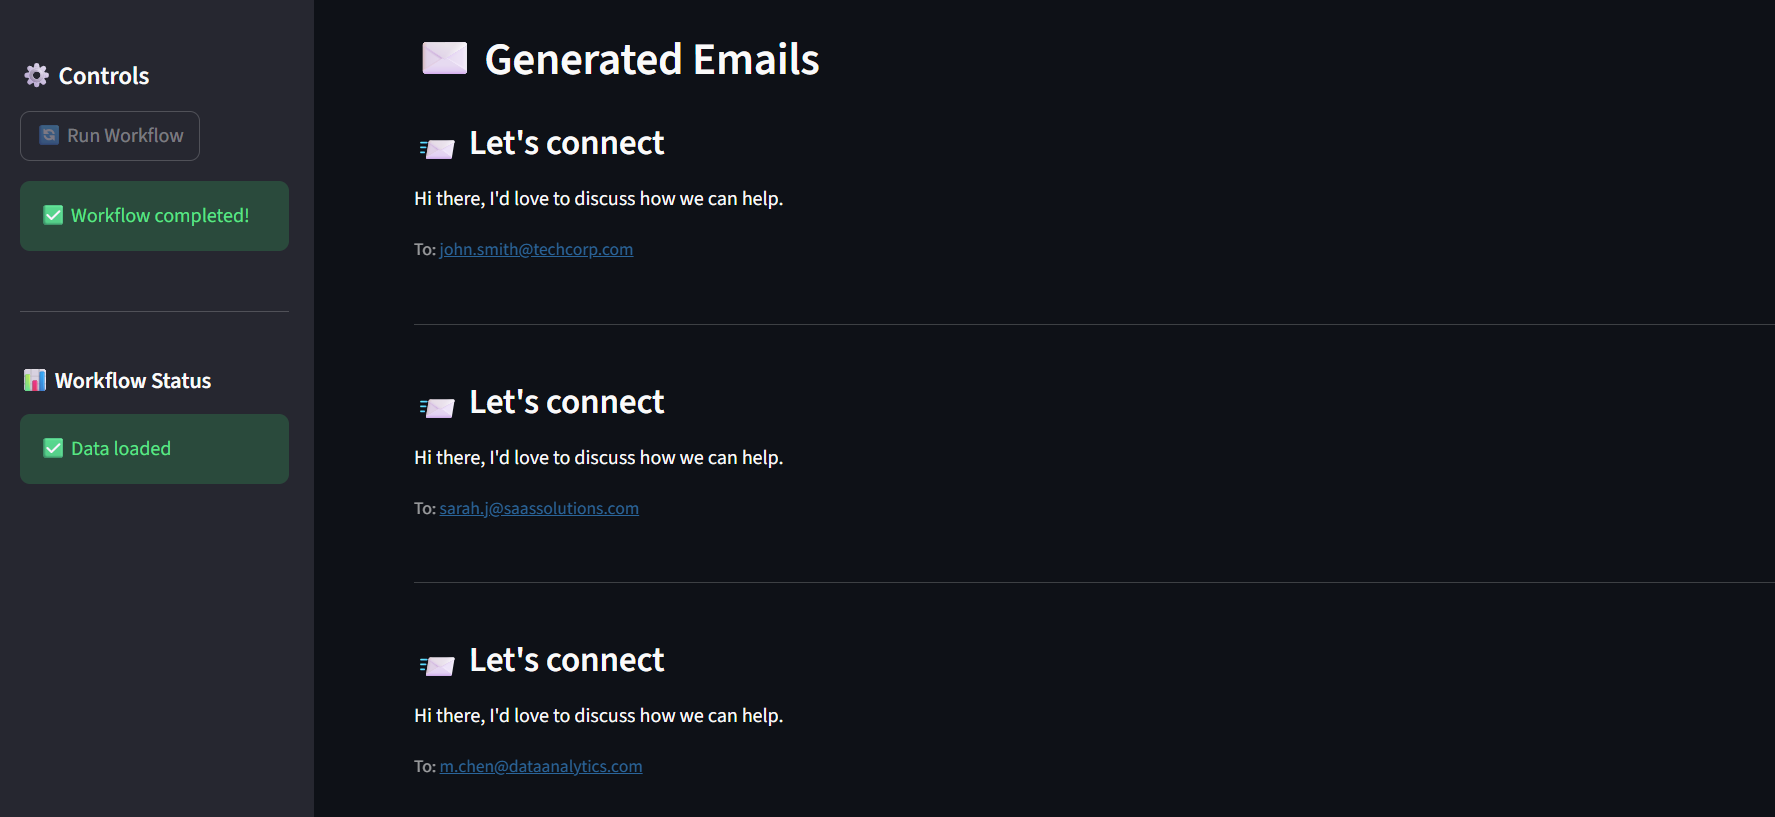 Controls
Run Workflow
Workflow completed!
Workflow Status
Data loaded
Generated Emails
Let's connect
Hi there, I'd love to discuss how we can help.
To: john.smith@techcorp.com
Let's connect
Hi there, I'd love to discuss how we can help.
To: sarah.j@saassolutions.com
Let's connect
Hi there, I'd love to discuss how we can help.
To: m.chen@dataanalytics.com